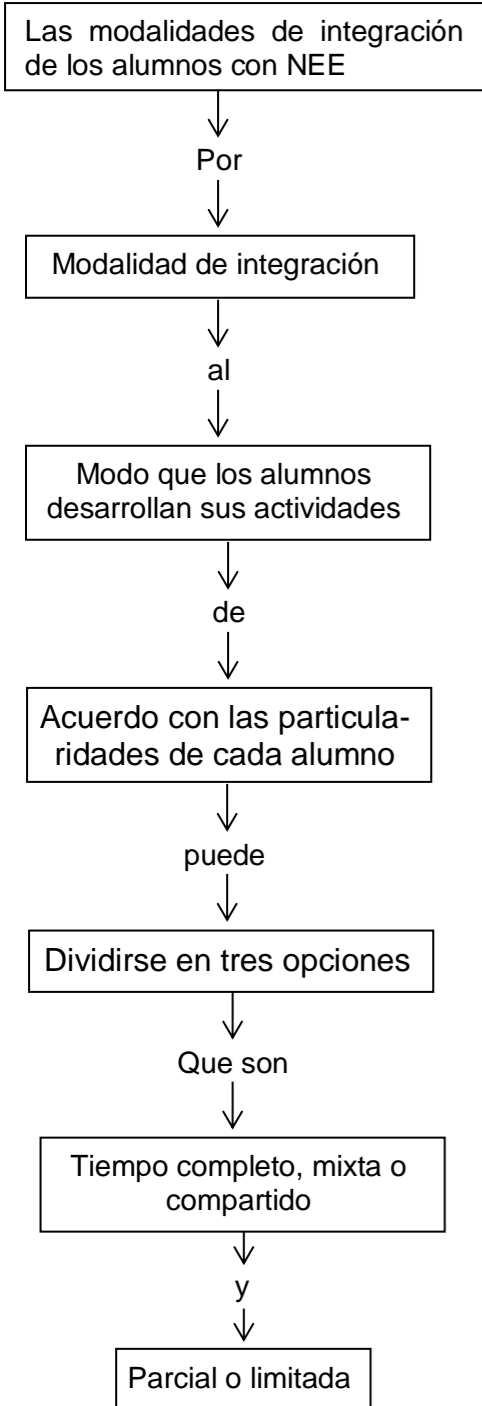 Las modalidades de integración
de los alumnos con NEE
Por
Modalidad de integración
al
Modo que los alumnos
desarrollan sus actividades
de
Acuerdo con las particula-
ridades de cada alumno
puede
Dividirse en tres opciones
Que son
Tiempo completo, mixta o
compartido
y
Parcial o limitada